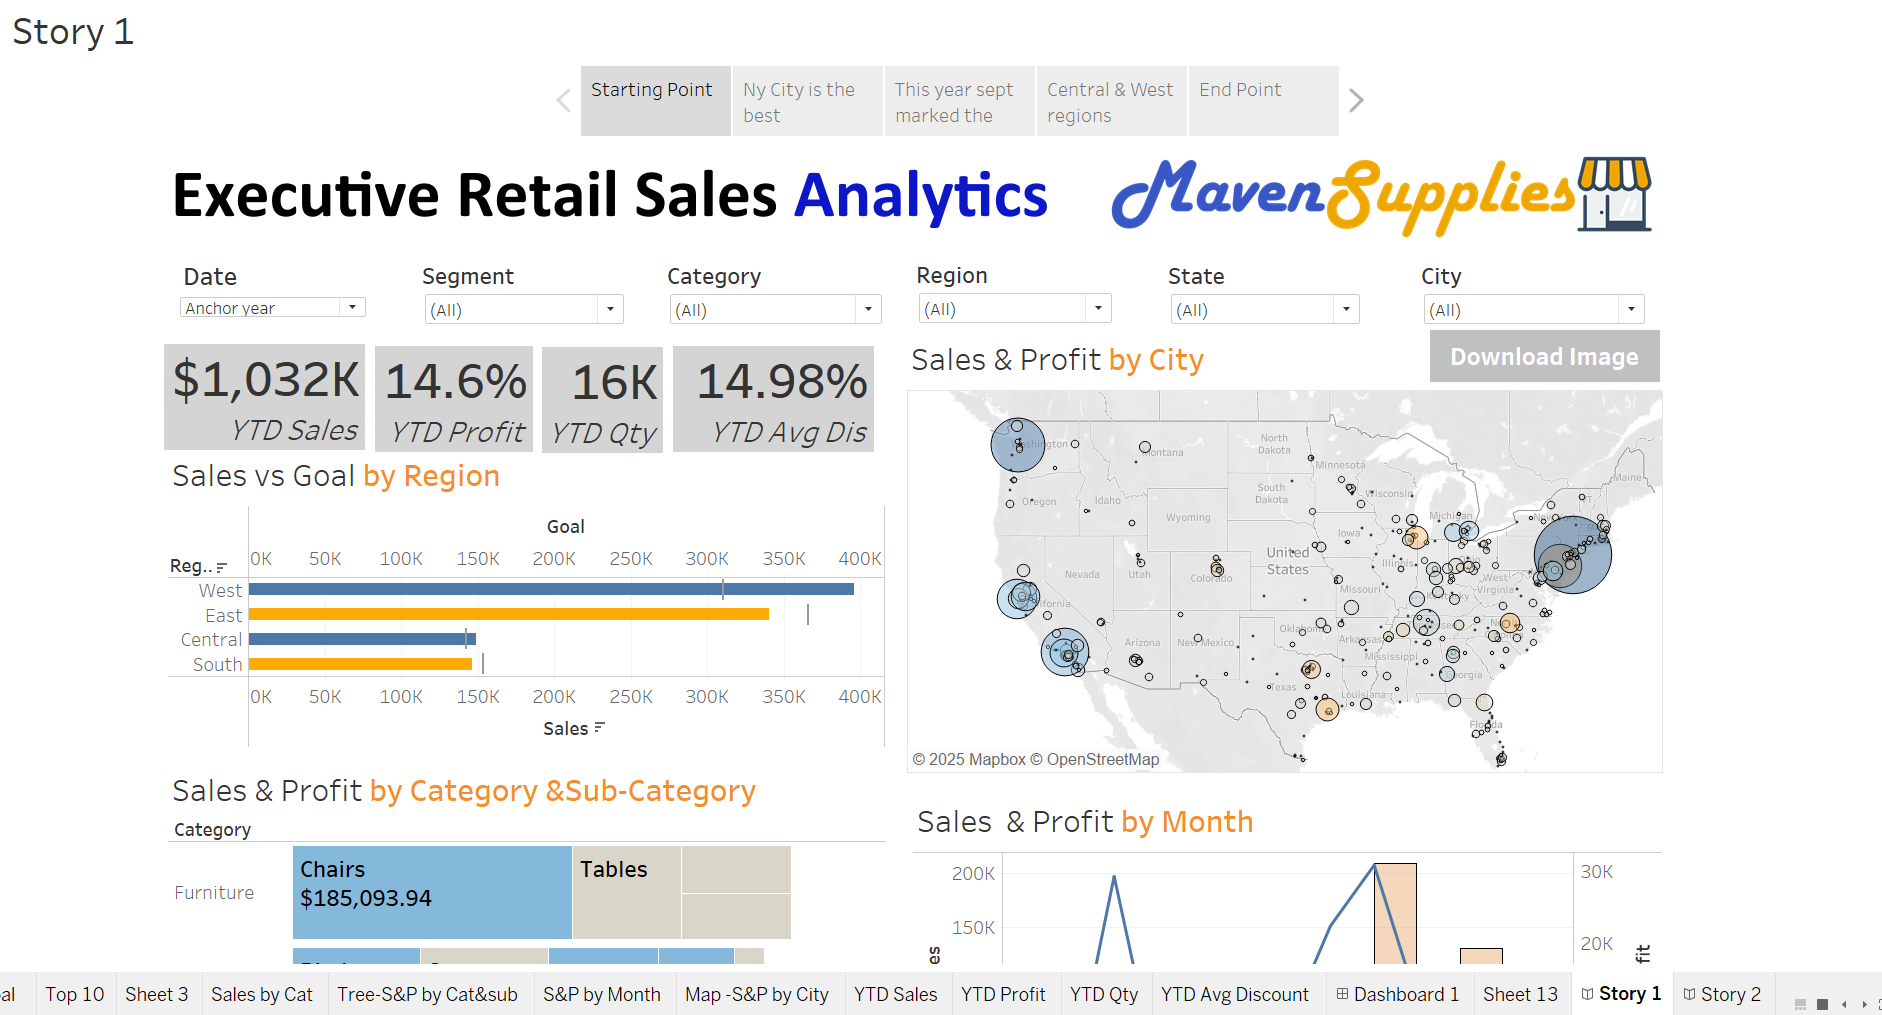 Story 1
Starting Point
Ny City is the
best
This year sept
marked the
Central & West
regions
End Point
Executive Retail Sales Analytics
MavenSupplies
Date
Segment
Category
Region
State
City
Anchor year
(All)
(All)
(All)
(All)
(All)
$1,032K
YTD Sales
14.6%
YTD Profit
16K
YTD Qty
14.98%
YTD Avg Dis
Sales & Profit by City
Download Image
Sales vs Goal by Region
Goal
Reg..
0K 50K 100K 150K 200K 250K 300K 350K 400K
West
East
Central
South
0K 50K 100K 150K 200K 250K 300K 350K 400K
Sales
North
Dakota
Minnesota
Maine
South
Dakota
Wisconsin
Oregon
Idaho
Wyoming
Michigan
Iowa
United
States
Nevada
Utah
Colorado
Illinois
Missouri
West
Virginia
Arizona
New Mexico
Mississippi
Texas
Louisiana
Georgia
© 2025 Mapbox © OpenStreetMap
Sales & Profit by Category &Sub-Category
Category
Furniture
Chairs
$185,093.94
Tables
Sales & Profit by Month
200K
150K
30K
20K
al
Top 10
Sheet 3
Sales by Cat
Tree-S&P by Cat&sub
S&P by Month
Map -S&P by City
YTD Sales
YTD Profit
YTD Qty
YTD Avg Discount
Dashboard 1
Sheet 13
Story 1
Story 2